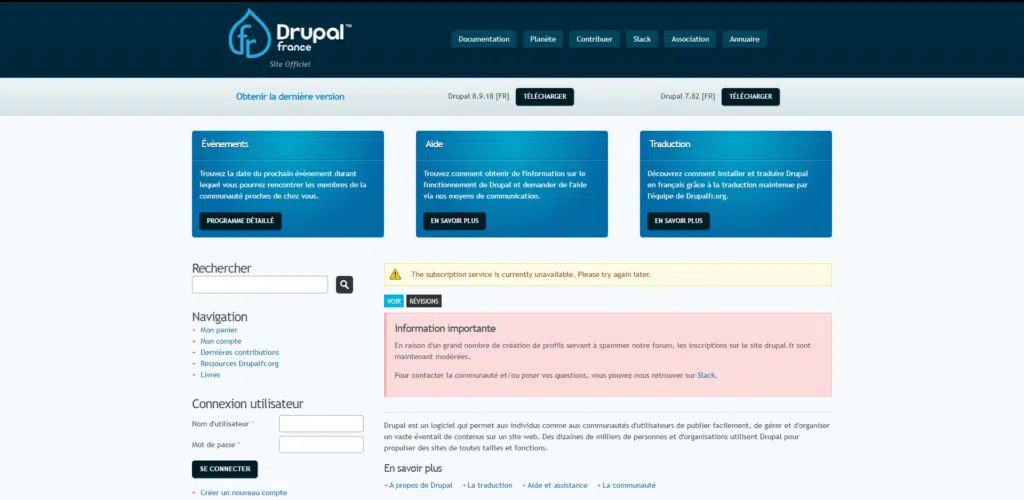 Drupal™
france
fr
Site Officiel
Documentation Planète Contribuer Slack Association Annuaire
Obtenir la dernière version Drupal 8.9.18 [FR] TÉLÉCHARGER Drupal 7.82 [FR] TÉLÉCHARGER
Évènements
Trouvez la date du prochain évènement durant
lequel vous pourrez rencontrer les membres de la
communauté proches de chez vous.
PROGRAMME DÉTAILLÉ
Aide
Trouvez comment obtenir de l'information sur le
fonctionnement de Drupal et demander de l'aide
via nos moyens de communication.
EN SAVOIR PLUS
Traduction
Découvrez comment installer et traduire Drupal
en français grâce à la traduction maintenue par
l'équipe de Drupalfr.org.
EN SAVOIR PLUS
Rechercher
Navigation
Mon panier
Mon compte
Dernières contributions
Ressources Drupalfr.org
Livres
Connexion utilisateur
Nom d'utilisateur *
Mot de passe *
SE CONNECTER
Créer un nouveau compte
The subscription service is currently unavailable. Please try again later.
VOIR RÉVISIONS
Information importante
En raison d'un grand nombre de création de profils servant à spammer notre forum, les inscriptions sur le site drupal.fr sont
maintenant modérées.
Pour contacter la communauté et/ou poser vos questions, vous pouvez nous retrouver sur Slack.
Drupal est un logiciel qui permet aux individus comme aux communautés d'utilisateurs de publier facilement, de gérer et d'organiser
un vaste éventail de contenus sur un site web. Des dizaines de milliers de personnes et d'organisations utilisent Drupal pour
propulser des sites de toutes tailles et fonctions.
En savoir plus
A propos de Drupal La traduction Aide et assistance La communauté